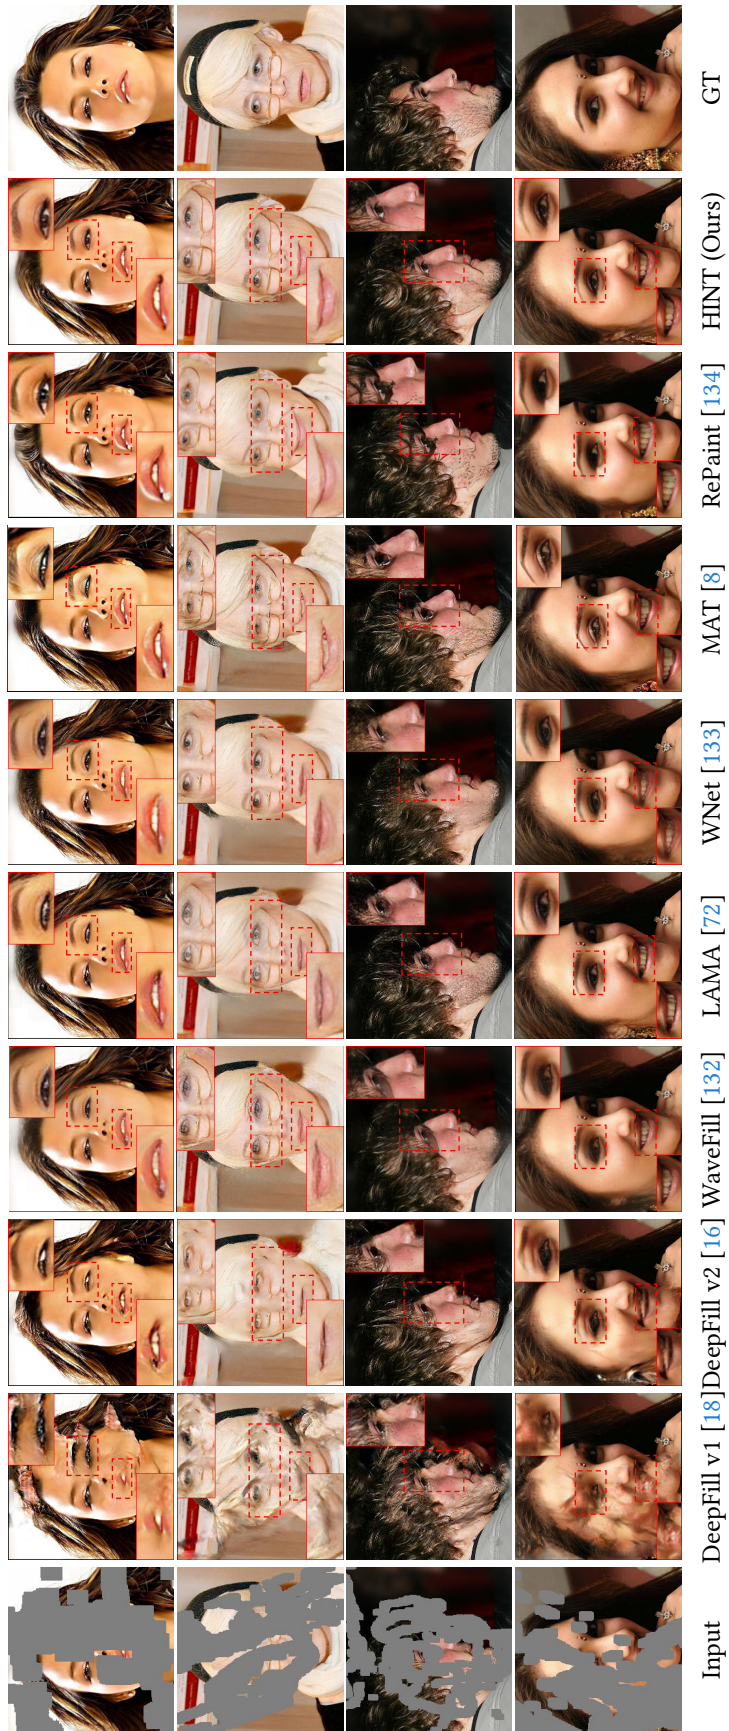 Input
DeepFill v1 [18]
DeepFill v2 [16]
WaveFill [132]
LAMA [72]
WNet [133]
MAT [8]
RePaint [134]
HINT (Ours)
GT